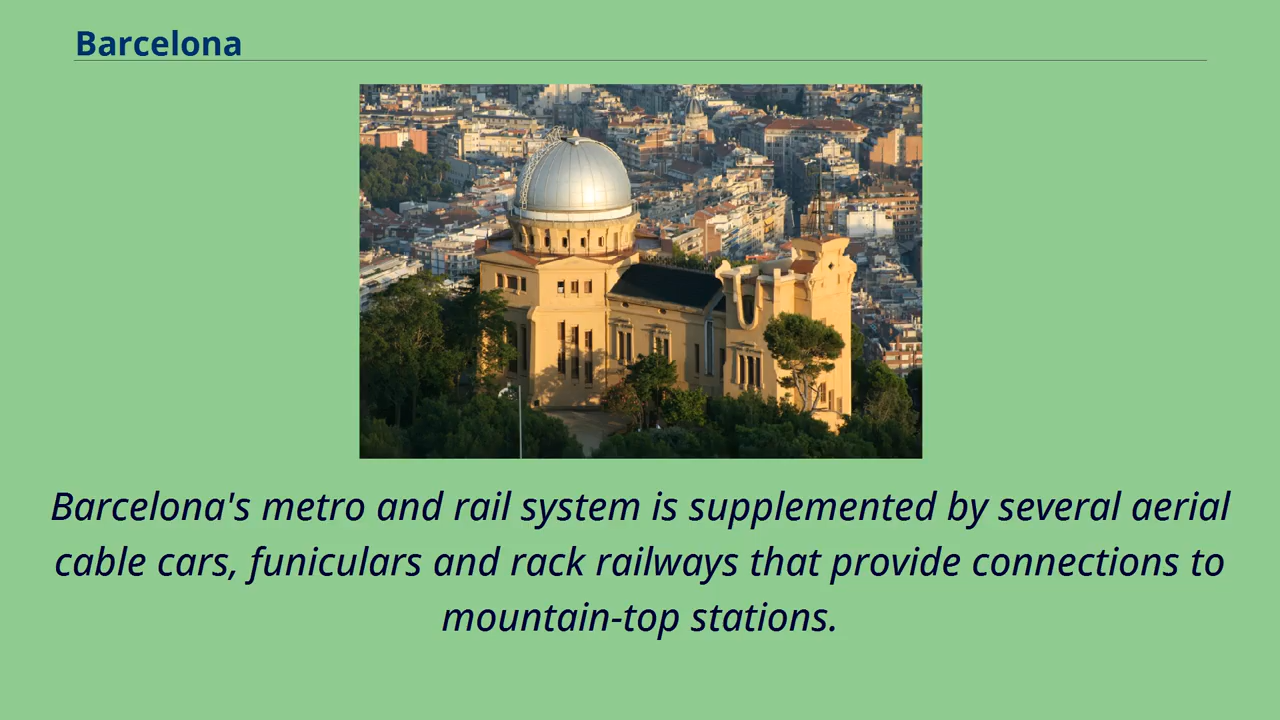 Barcelona
Barcelona's metro and rail system is supplemented by several aerial
cable cars, funiculars and rack railways that provide connections to
mountain-top stations.